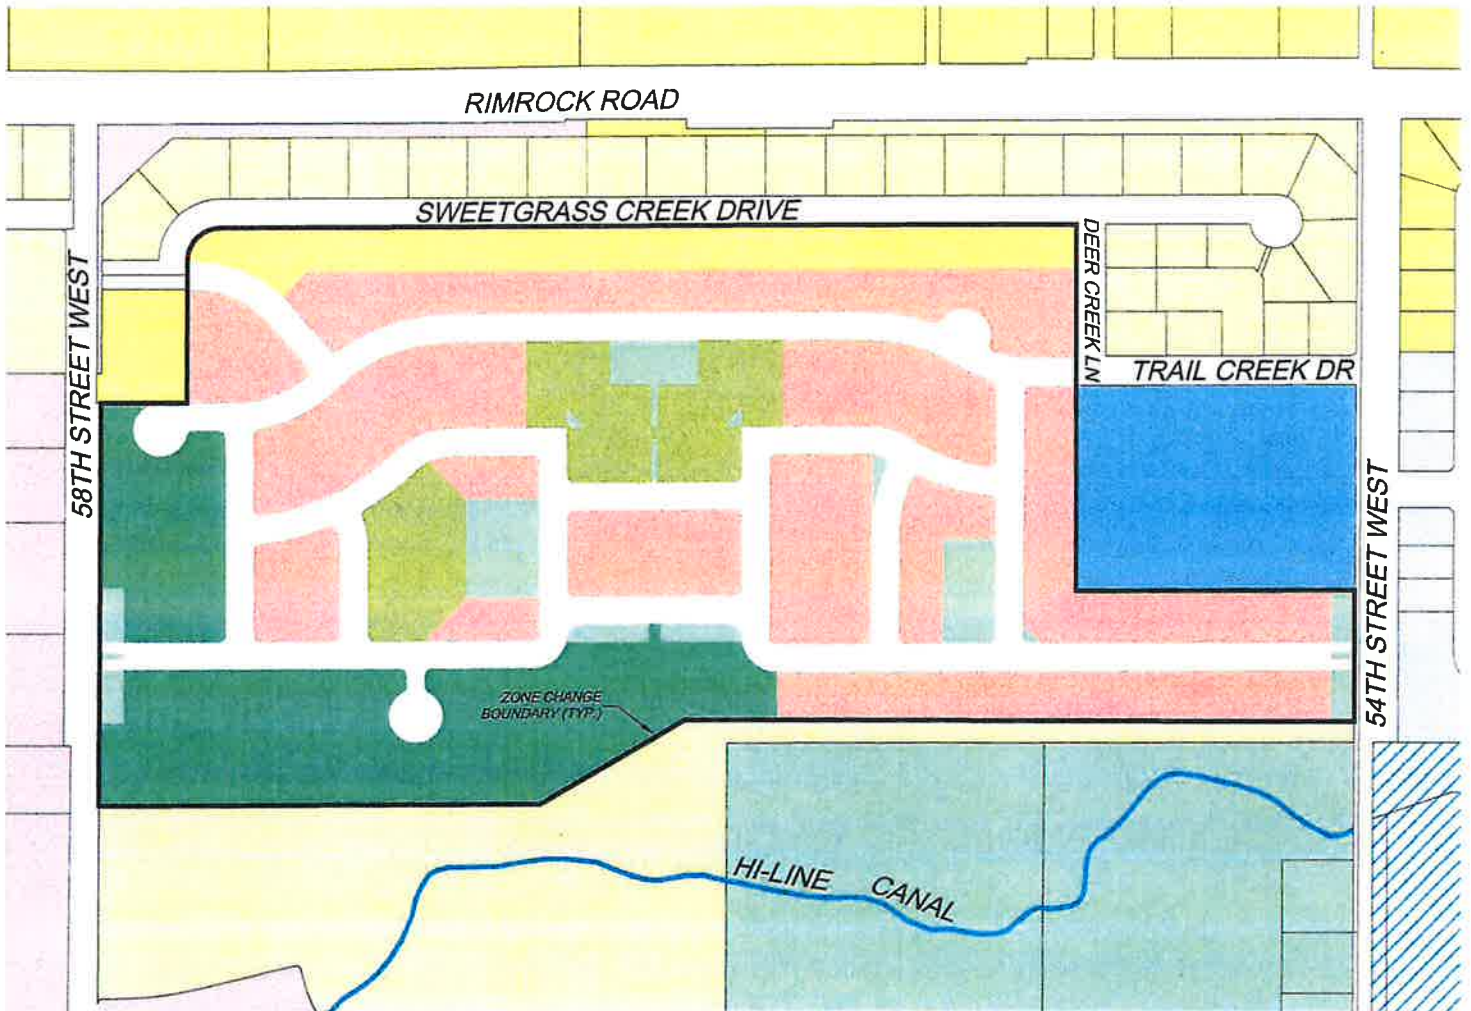 RIMROCK ROAD
SWEETGRASS CREEK DRIVE
DEER CREEK LN
58TH STREET WEST
TRAIL CREEK DR
54TH STREET WEST
ZONE CHANGE
BOUNDARY (TYP.)
HI-LINE CANAL